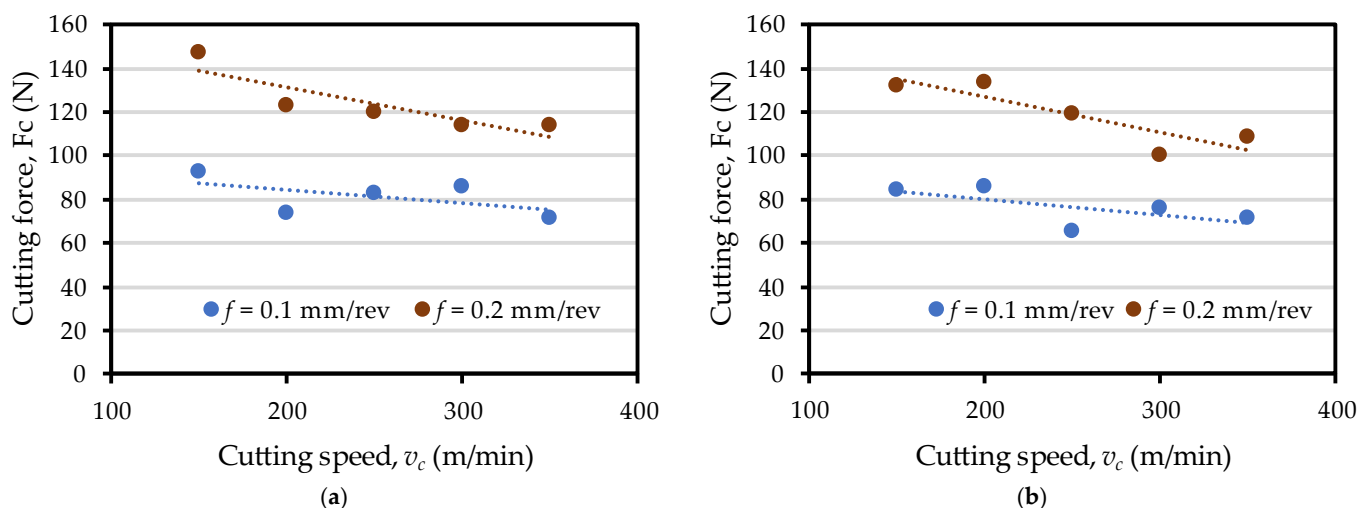 Cutting force, Fc (N)
160
140
120
100
80
60
40
20
0
f = 0.1 mm/rev
f = 0.2 mm/rev
100
200
300
400
Cutting speed, vc (m/min)
(a)
Cutting force, Fc (N)
160
140
120
100
80
60
40
20
0
f = 0.1 mm/rev
f = 0.2 mm/rev
100
200
300
400
Cutting speed, vc (m/min)
(b)